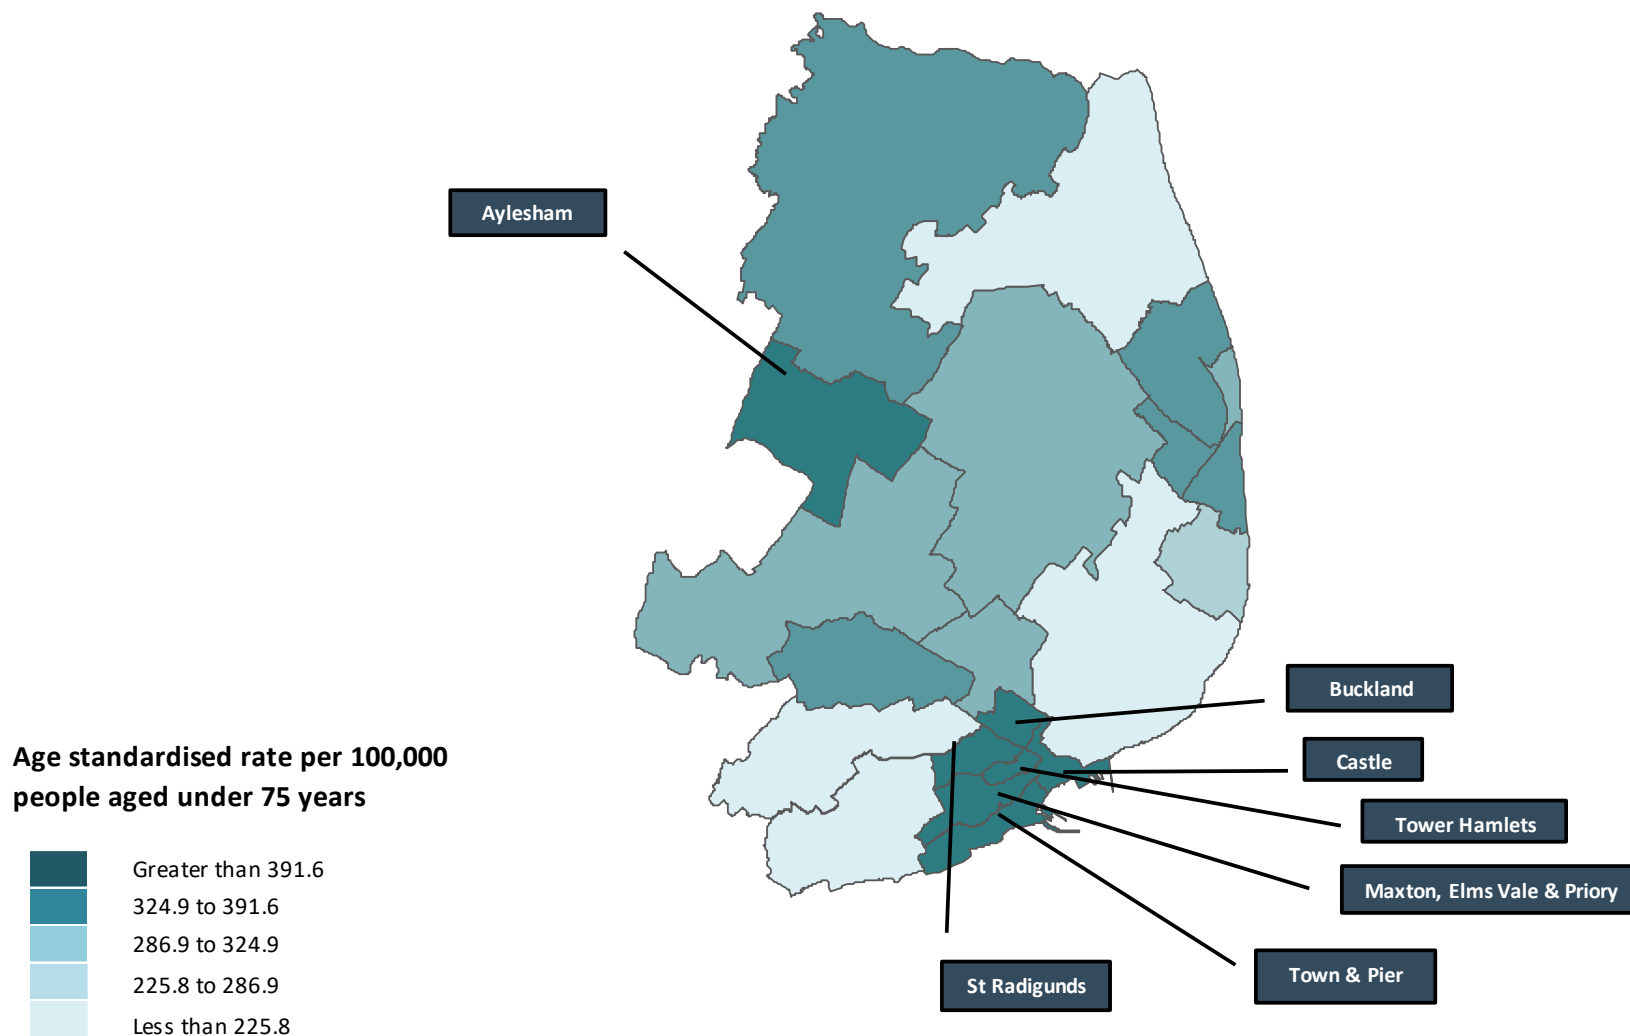 Aylesham
Buckland
Castle
Tower Hamlets
Maxton, Elms Vale & Priory
Town & Pier
St Radigunds
Age standardised rate per 100,000
people aged under 75 years
Greater than 391.6
324.9 to 391.6
286.9 to 324.9
225.8 to 286.9
Less than 225.8